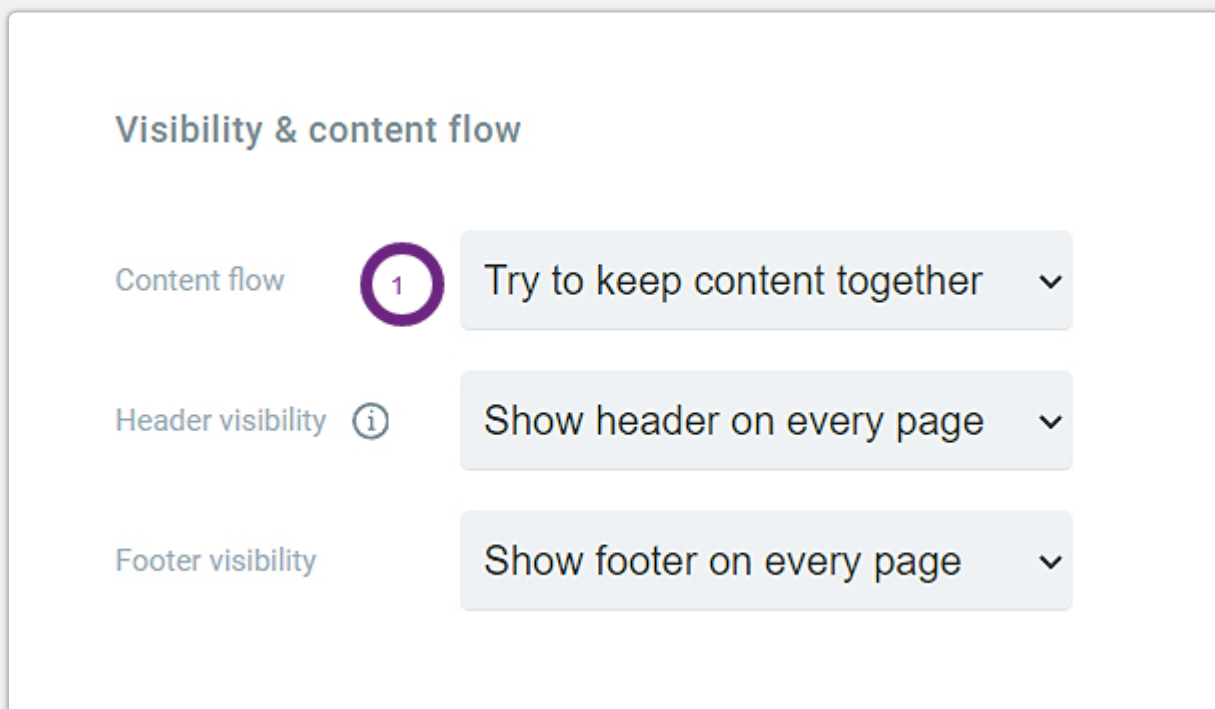 Visibility & content flow
Content flow 1 Try to keep content together
Header visibility i Show header on every page
Footer visibility Show footer on every page